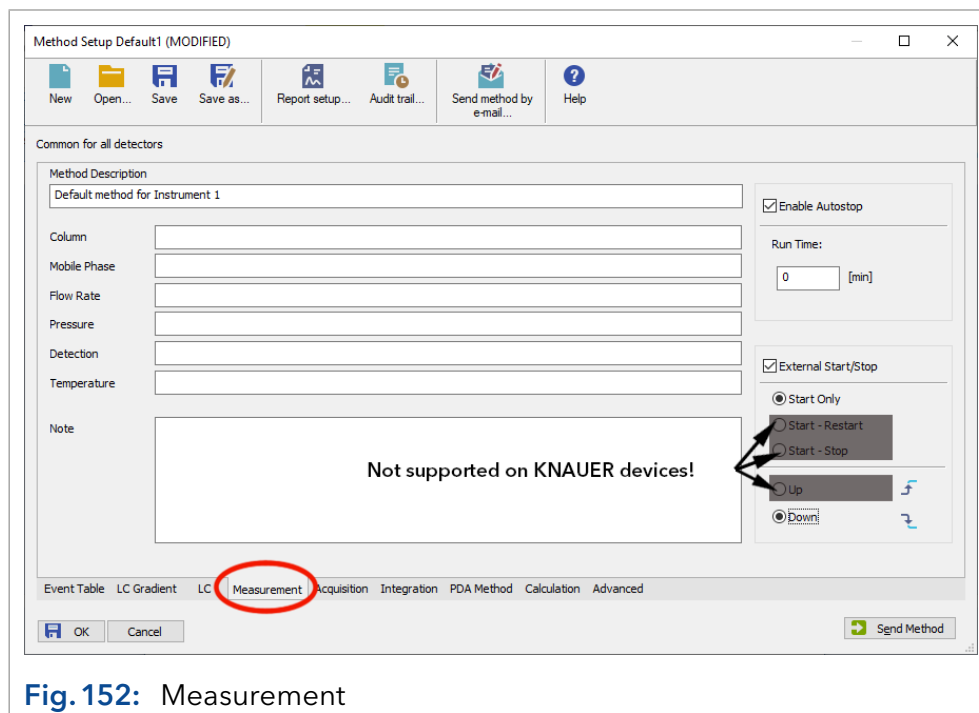 Method Setup Default1 (MODIFIED)
New Open... Save Save as... Report setup... Audit trail... Send method by e-mail... Help
Common for all detectors
Method Description
Default method for Instrument 1
Enable Autostop
Column
Run Time:
Mobile Phase
0 [min]
Flow Rate
Pressure
Detection
External Start/Stop
Temperature
Start Only
Note
Start - Restart
Start - Stop
Not supported on KNAUER devices!
Up
Down
Event Table LC Gradient LC Measurement Acquisition Integration PDA Method Calculation Advanced
OK Cancel Send Method
Fig. 152: Measurement